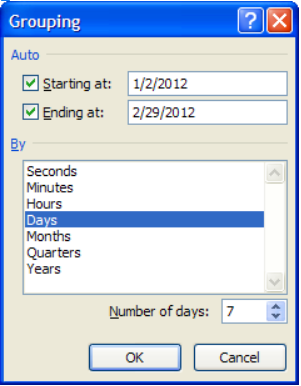 Grouping
Auto
Starting at: 1/2/2012
Ending at: 2/29/2012
By
Seconds
Minutes
Hours
Days
Months
Quarters
Years
Number of days: 7
OK Cancel